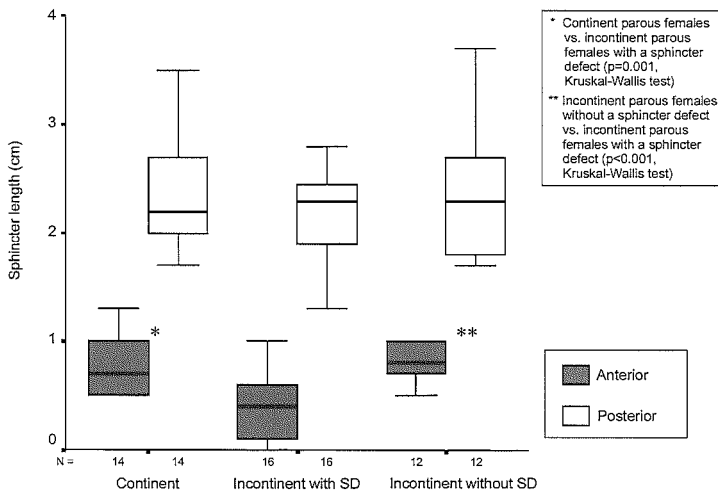 4
3
2
1
0
Sphincter length (cm)
*
**
N =
14
14
16
16
12
12
Continent
Incontinent with SD
Incontinent without SD
* Continent parous females
vs. incontinent parous
females with a sphincter
defect (p=0.001,
Kruskal-Wallis test)
** Incontinent parous females
without a sphincter defect
vs. incontinent parous
females with a sphincter
defect (p<0.001,
Kruskal-Wallis test)
Anterior
Posterior